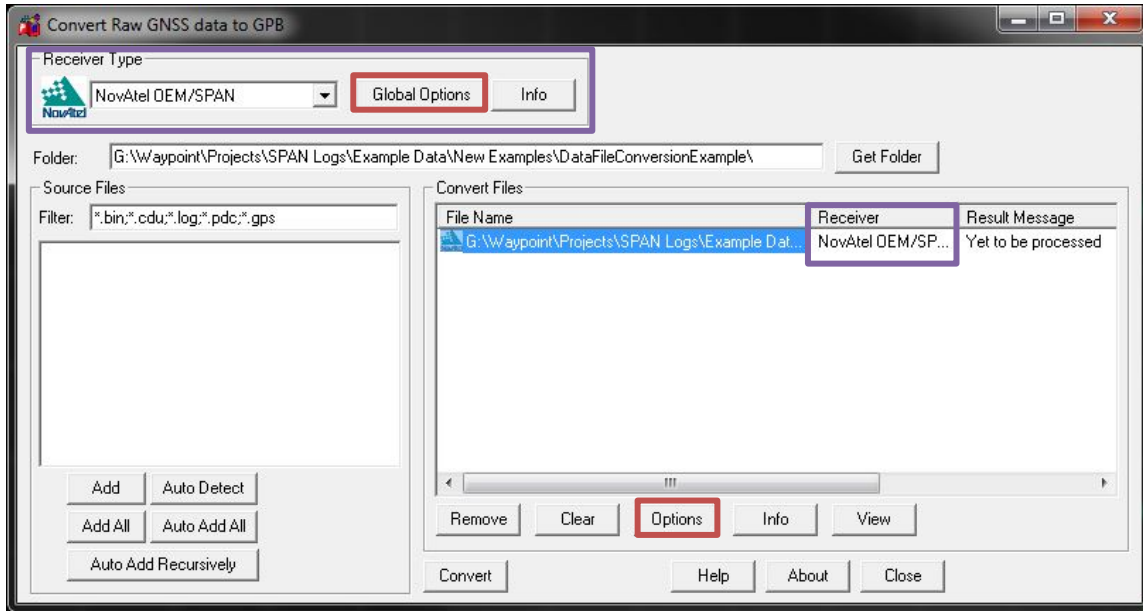 Convert Raw GNSS data to GPB
Receiver Type
NovAtel
NovAtel OEM/SPAN
Global Options
Info
Folder:
G:\Waypoint\Projects\SPAN Logs\Example Data\New Examples\DataFileConversionExample\
Get Folder
Source Files
Filter:
*.bin;*.cdu;*.log;*.pdc;*.gps
Add
Auto Detect
Add All
Auto Add All
Auto Add Recursively
Convert Files
File Name
Receiver
Result Message
G:\Waypoint\Projects\SPAN Logs\Example Dat...
NovAtel OEM/SP...
Yet to be processed
Remove
Clear
Options
Info
View
Convert
Help
About
Close